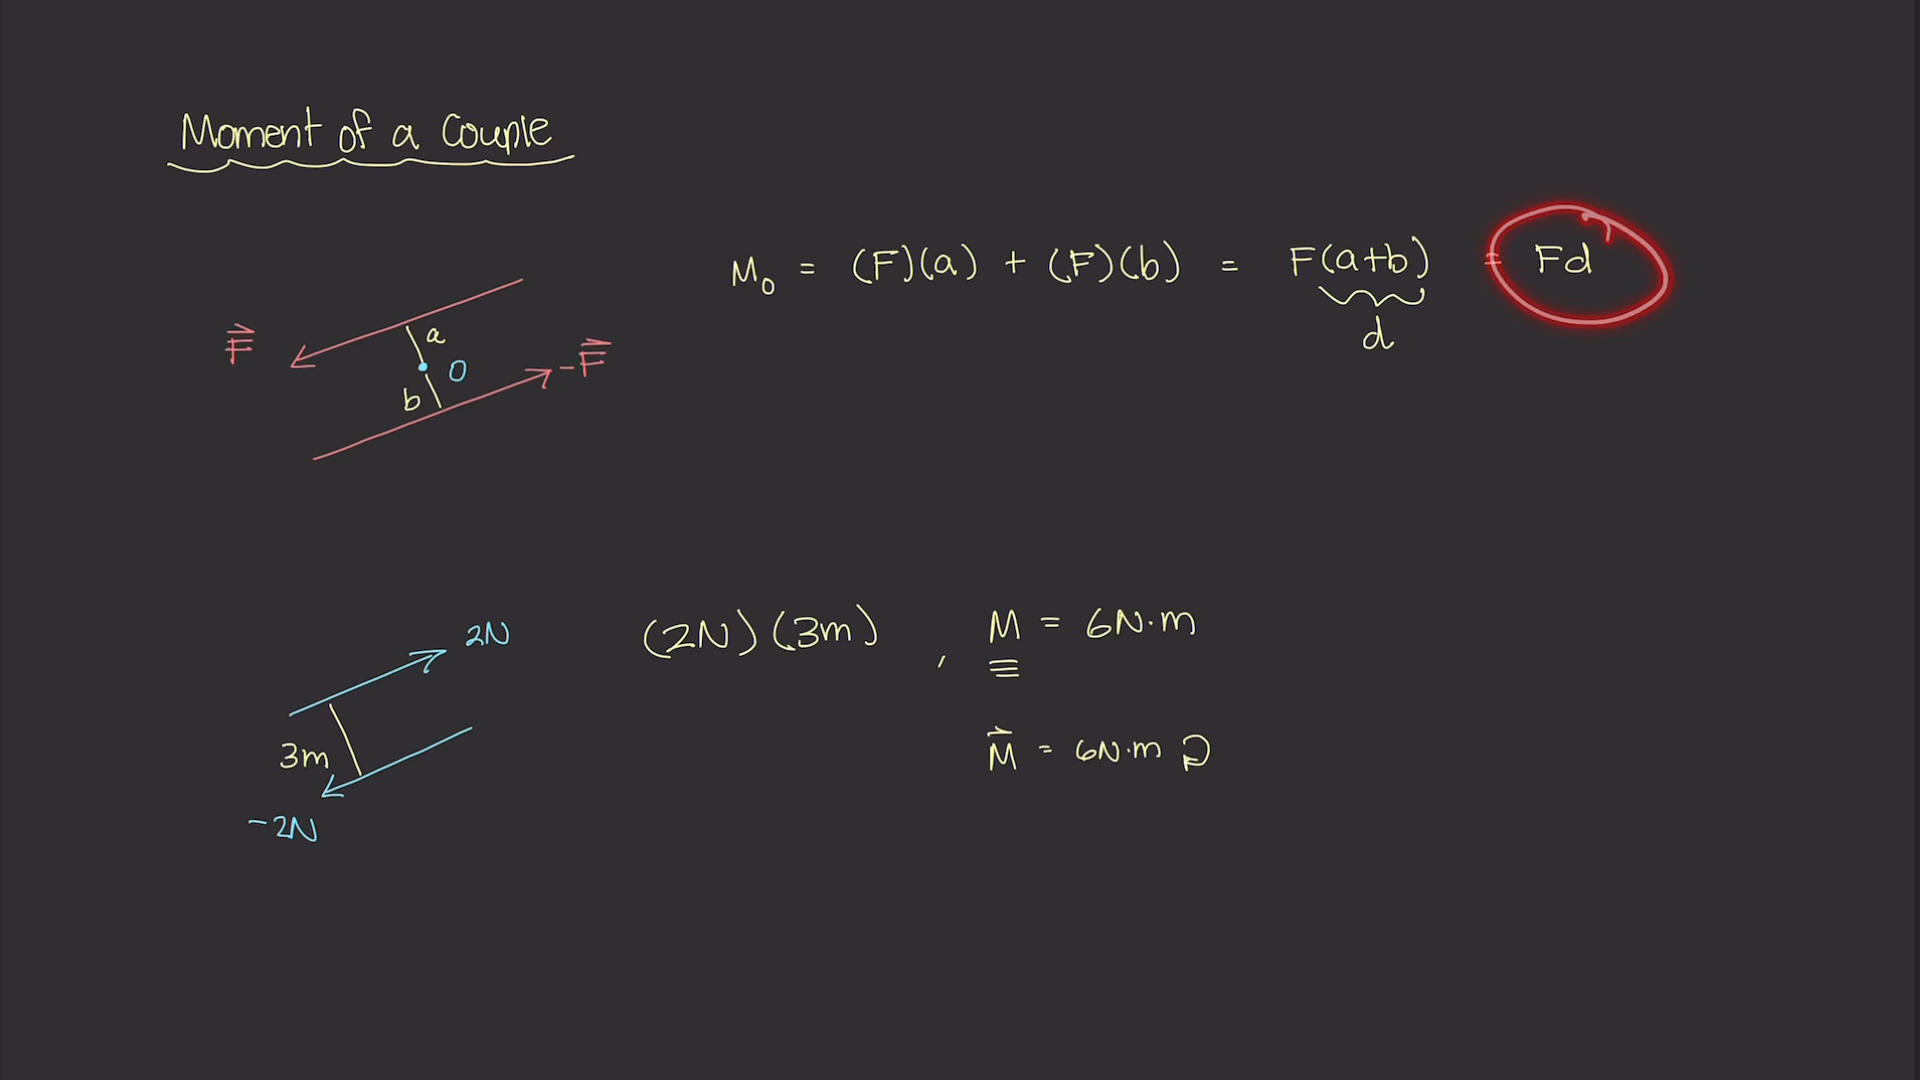 Moment of a Couple
M₀ = (F)(a) + (F)(b) = F(a+b) = Fd
d
F⃗
a
O
b
-F⃗
2N
3m
-2N
(2N)(3m) , M = 6N·m
M⃗ = 6N·m ↻